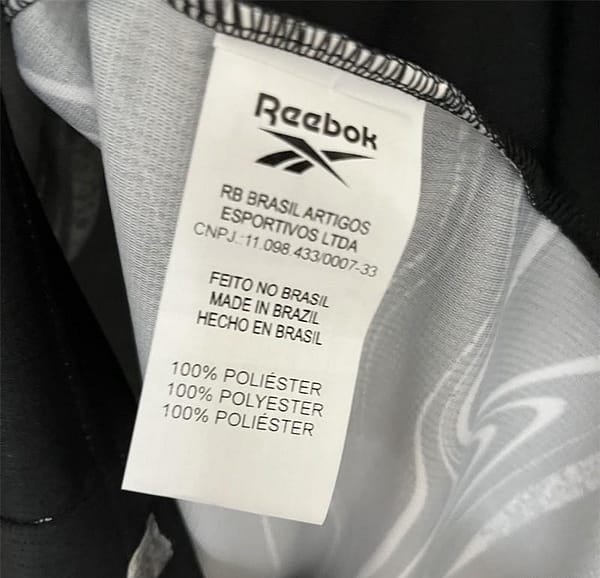 Reebok
RB BRASIL ARTIGOS
ESPORTIVOS LTDA
CNPJ.:11.098.433/0007-33
FEITO NO BRASIL
MADE IN BRAZIL
HECHO EN BRASIL
100% POLIÉSTER
100% POLYESTER
100% POLIÉSTER